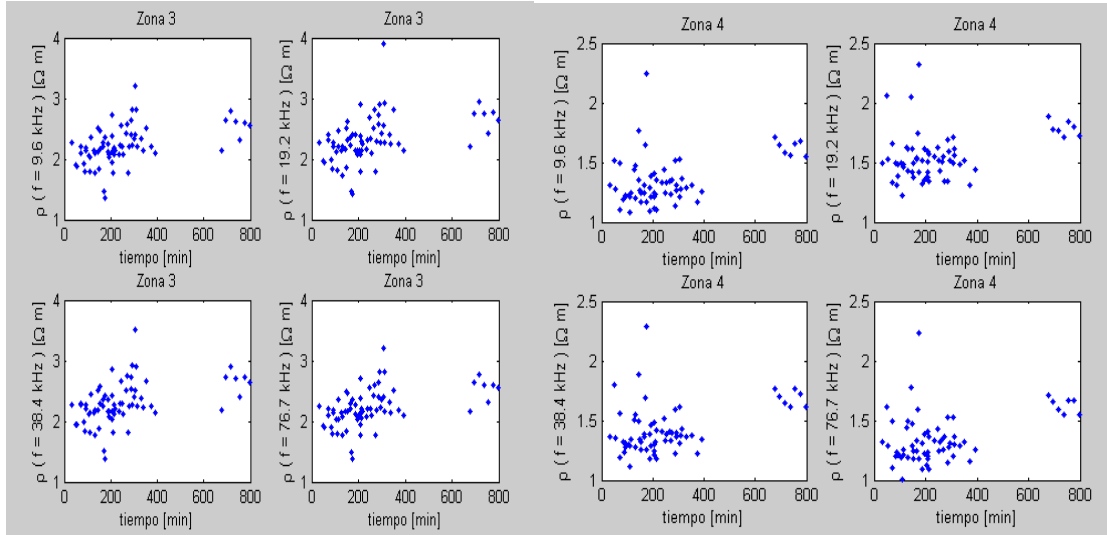 Zona 3
4
3
2
1
ρ ( f = 9.6 kHz ) [Ω m]
0 200 400 600 800
tiempo [min]
Zona 3
4
3
2
1
ρ ( f = 19.2 kHz ) [Ω m]
0 200 400 600 800
tiempo [min]
Zona 4
2.5
2
1.5
1
ρ ( f = 9.6 kHz ) [Ω m]
0 200 400 600 800
tiempo [min]
Zona 4
2.5
2
1.5
1
ρ ( f = 19.2 kHz ) [Ω m]
0 200 400 600 800
tiempo [min]
Zona 3
4
3
2
1
ρ ( f = 38.4 kHz ) [Ω m]
0 200 400 600 800
tiempo [min]
Zona 3
4
3
2
1
ρ ( f = 76.7 kHz ) [Ω m]
0 200 400 600 800
tiempo [min]
Zona 4
2.5
2
1.5
1
ρ ( f = 38.4 kHz ) [Ω m]
0 200 400 600 800
tiempo [min]
Zona 4
2.5
2
1.5
1
ρ ( f = 76.7 kHz ) [Ω m]
0 200 400 600 800
tiempo [min]